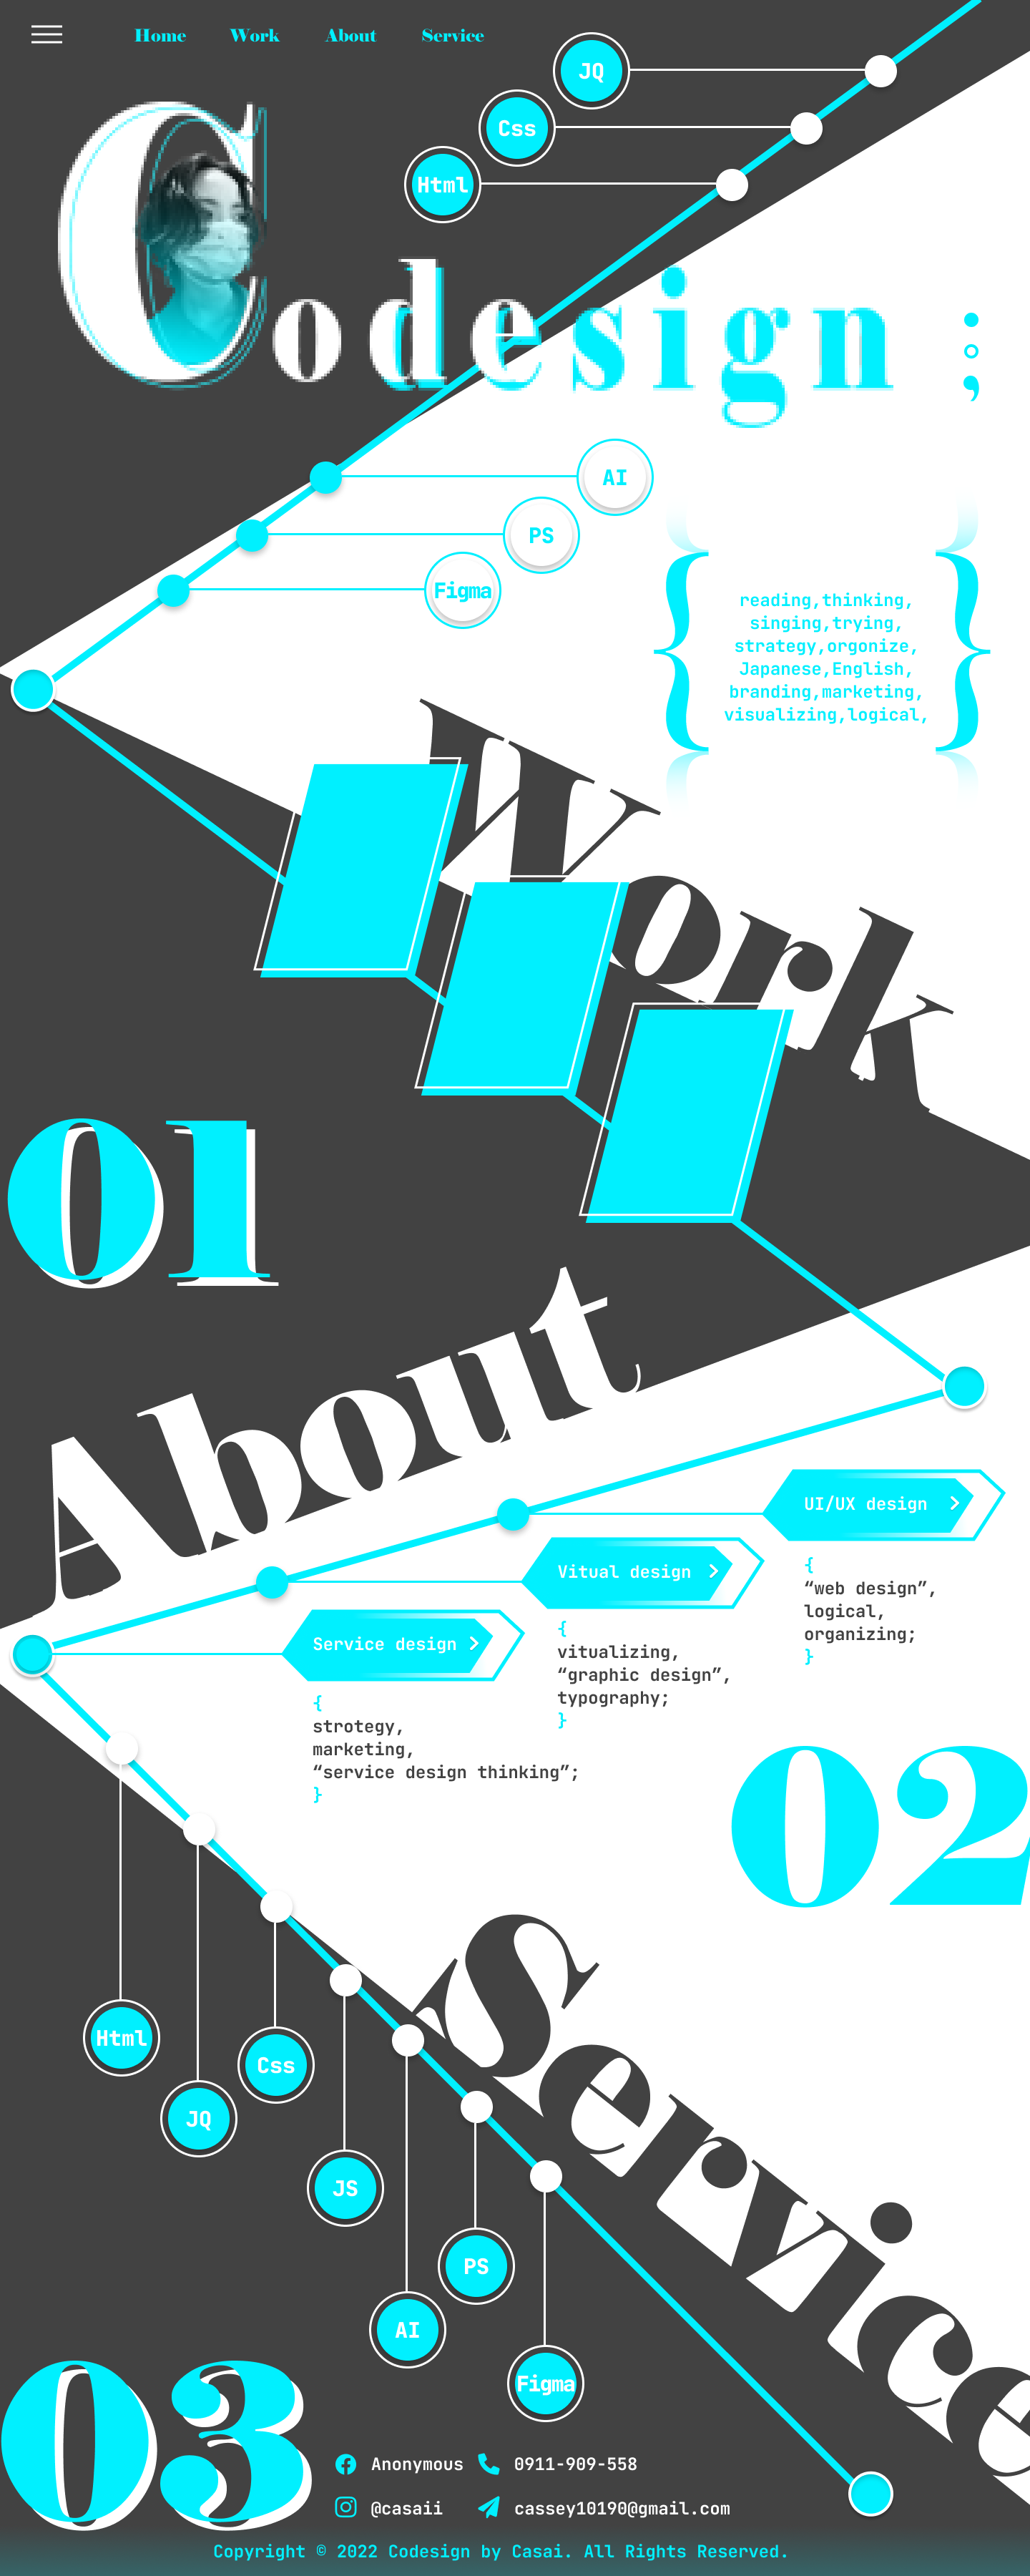 Home Work About Service
JQ
Css
Html
Codesign ;
AI
PS
Figma
{ }
reading,thinking,
singing,trying,
strategy,orgonize,
Japanese,English,
branding,marketing,
visualizing,logical,
Work
01
About
UI/UX design >
{
“web design”,
logical,
organizing;
}
Vitual design >
{
vitualizing,
“graphic design”,
typography;
}
Service design >
{
strotegy,
marketing,
“service design thinking”;
}
02
Service
Html
JQ
Css
JS
AI
PS
Figma
03
Anonymous 0911-909-558
@casaii cassey10190@gmail.com
Copyright © 2022 Codesign by Casai. All Rights Reserved.